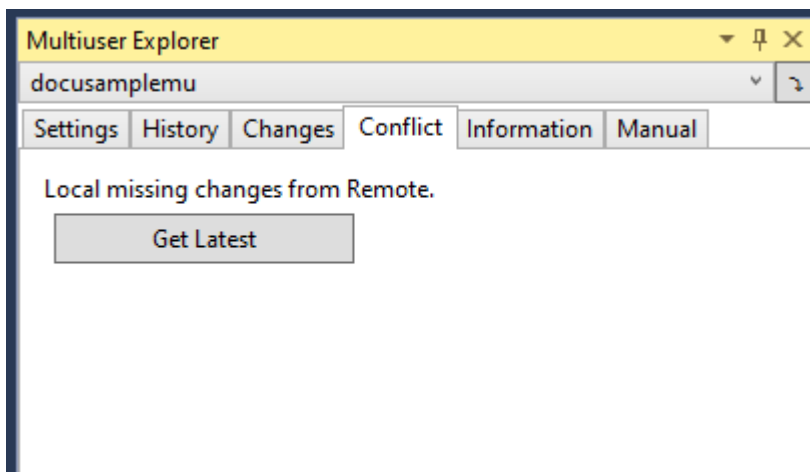 Multiuser Explorer
docusamplemu
Settings History Changes Conflict Information Manual
Local missing changes from Remote.
Get Latest